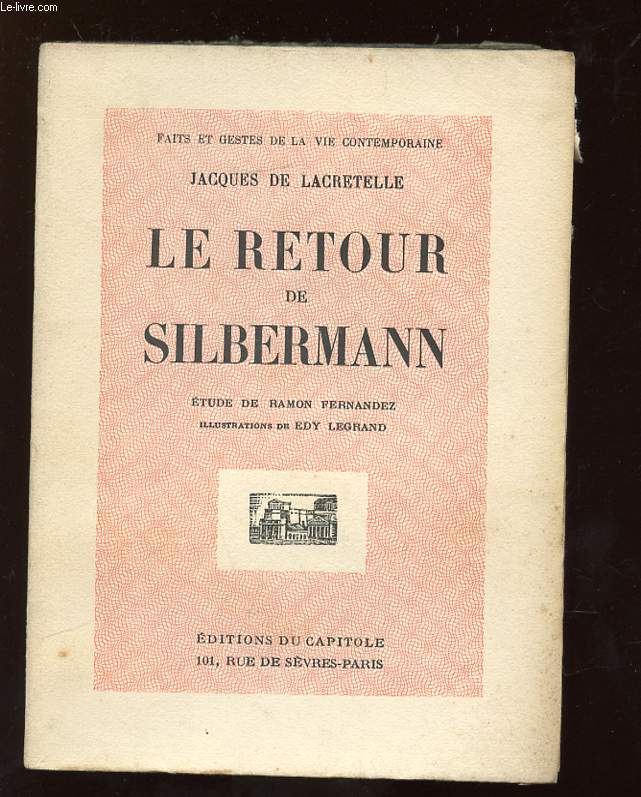 Le-livre.com
FAITS ET GESTES DE LA VIE CONTEMPORAINE
JACQUES DE LACRETELLE
LE RETOUR
DE
SILBERMANN
ÉTUDE DE RAMON FERNANDEZ
ILLUSTRATIONS DE EDY LEGRAND
ÉDITIONS DU CAPITOLE
101, RUE DE SÈVRES-PARIS